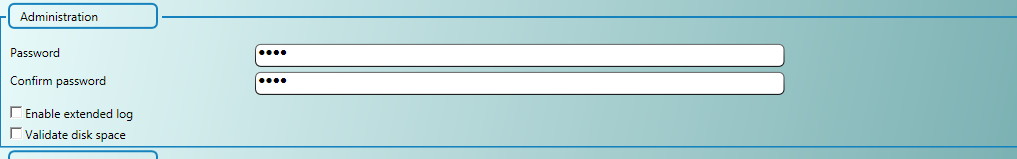 Administration
Password ••••
Confirm password ••••
Enable extended log
Validate disk space